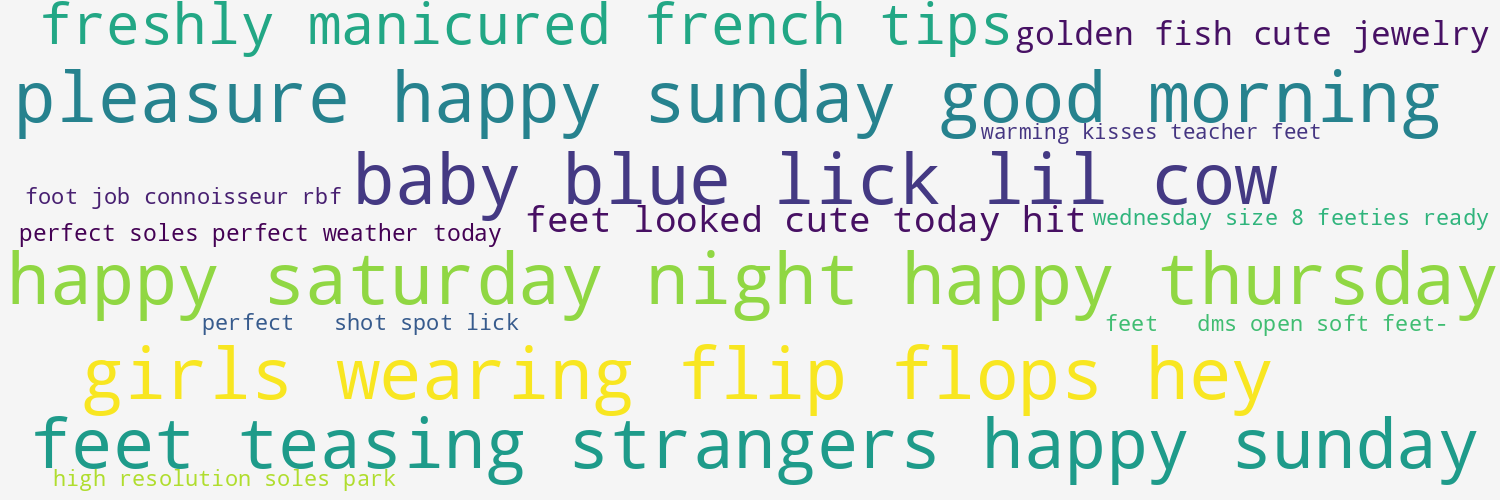 freshly manicured french tips
golden fish cute jewelry
pleasure happy sunday good morning
warming kisses teacher feet
baby blue lick lil cow
foot job connoisseur rbf
feet looked cute today hit
wednesday size 8 feeties ready
perfect soles perfect weather today
happy saturday night happy thursday
perfect shot spot lick
feet dms open soft feet-
girls wearing flip flops hey
feet teasing strangers happy sunday
high resolution soles park